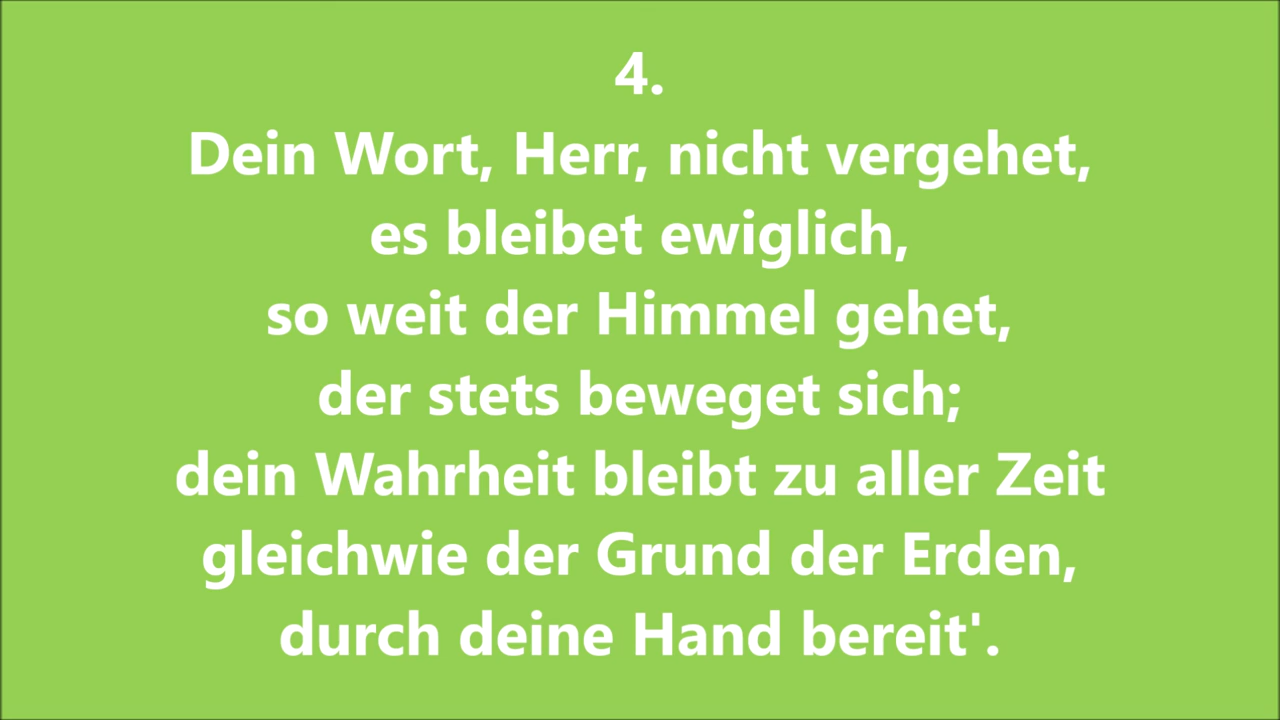 4.
Dein Wort, Herr, nicht vergehet,
es bleibet ewiglich,
so weit der Himmel gehet,
der stets beweget sich;
dein Wahrheit bleibt zu aller Zeit
gleichwie der Grund der Erden,
durch deine Hand bereit'.